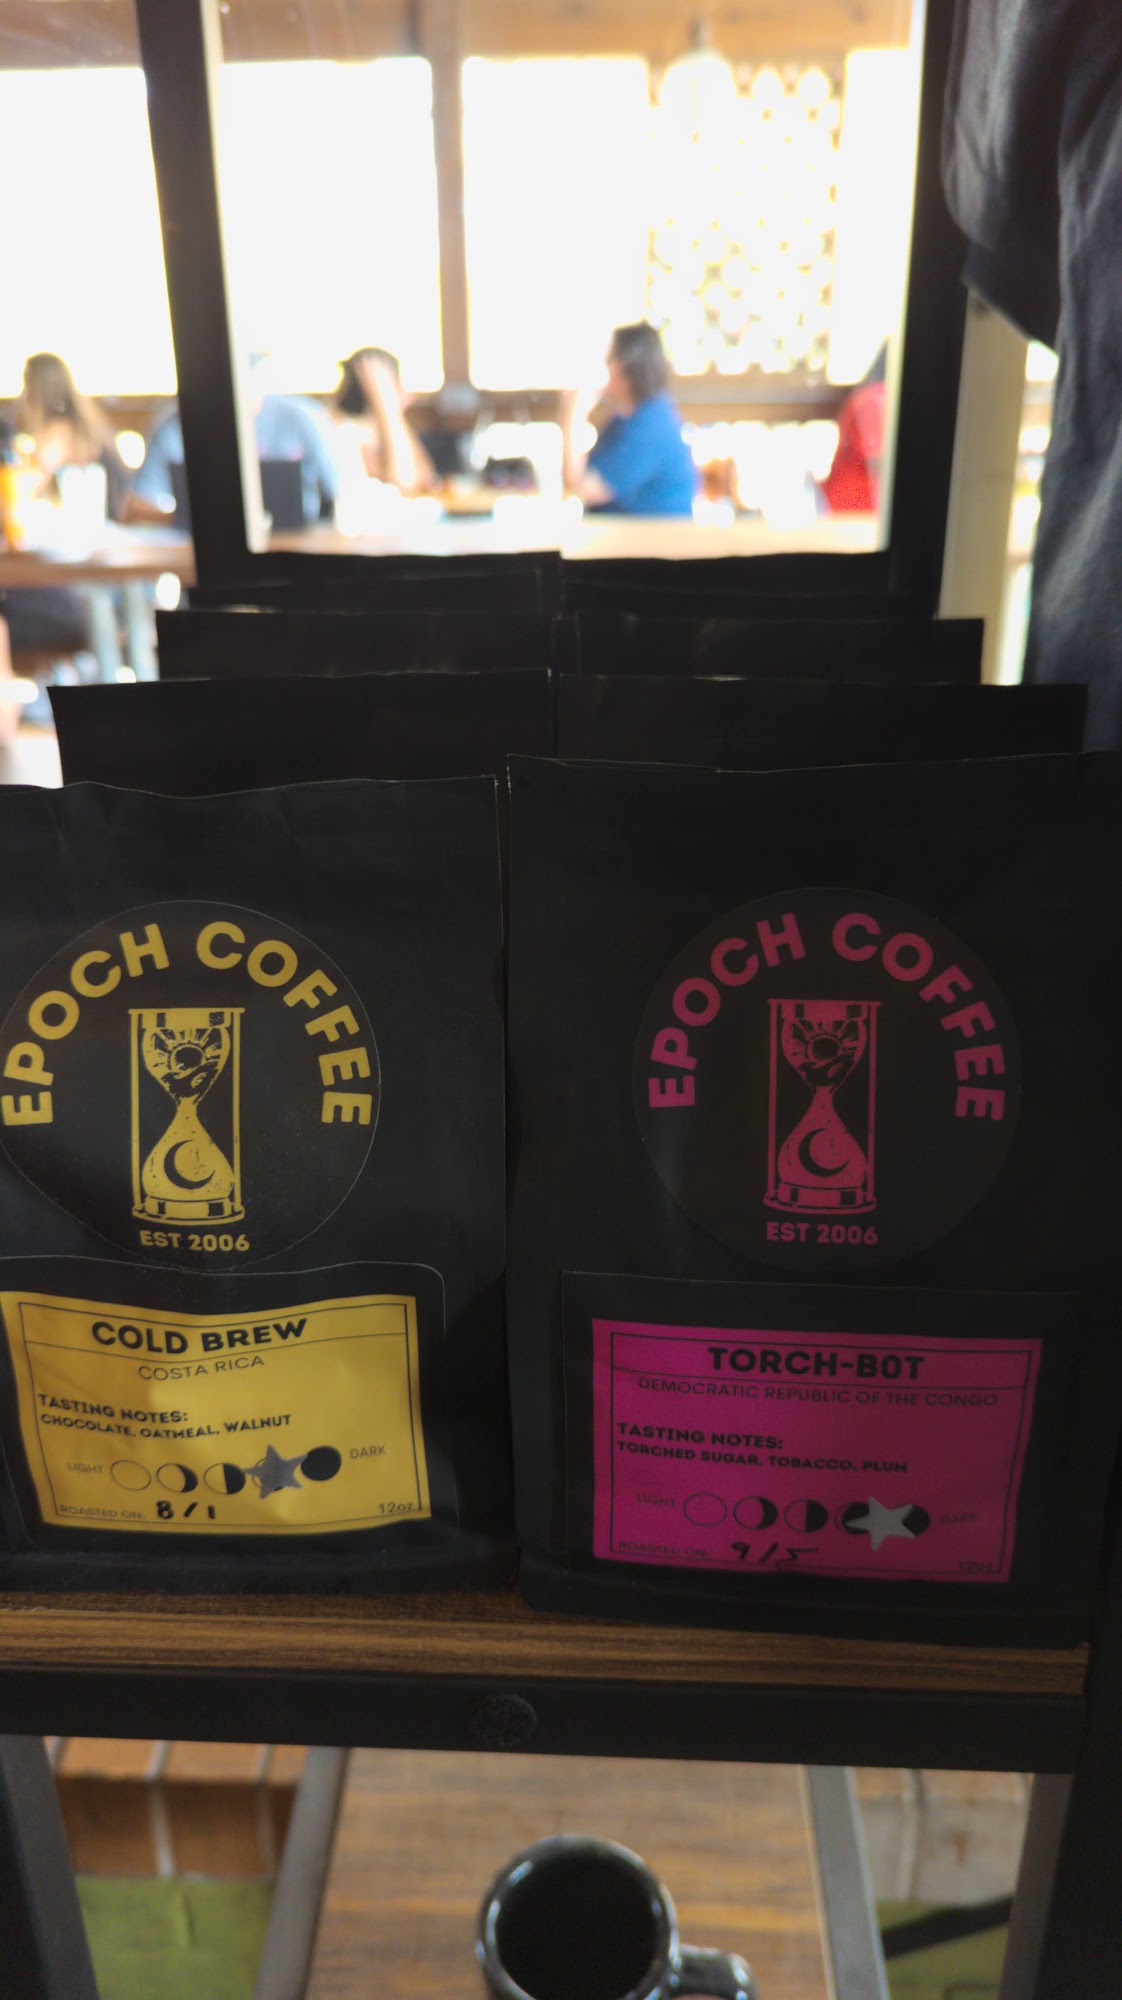 EPOCH COFFEE
EST 2006
COLD BREW
COSTA RICA
TASTING NOTES:
CHOCOLATE, OATMEAL, WALNUT
LIGHT DARK
ROASTED ON: 8/1 12oz
EPOCH COFFEE
EST 2006
TORCH-BOT
DEMOCRATIC REPUBLIC OF THE CONGO
TASTING NOTES:
TORCHED SUGAR, TOBACCO, PLUM
LIGHT DARK
ROASTED ON: 9/5 12oz